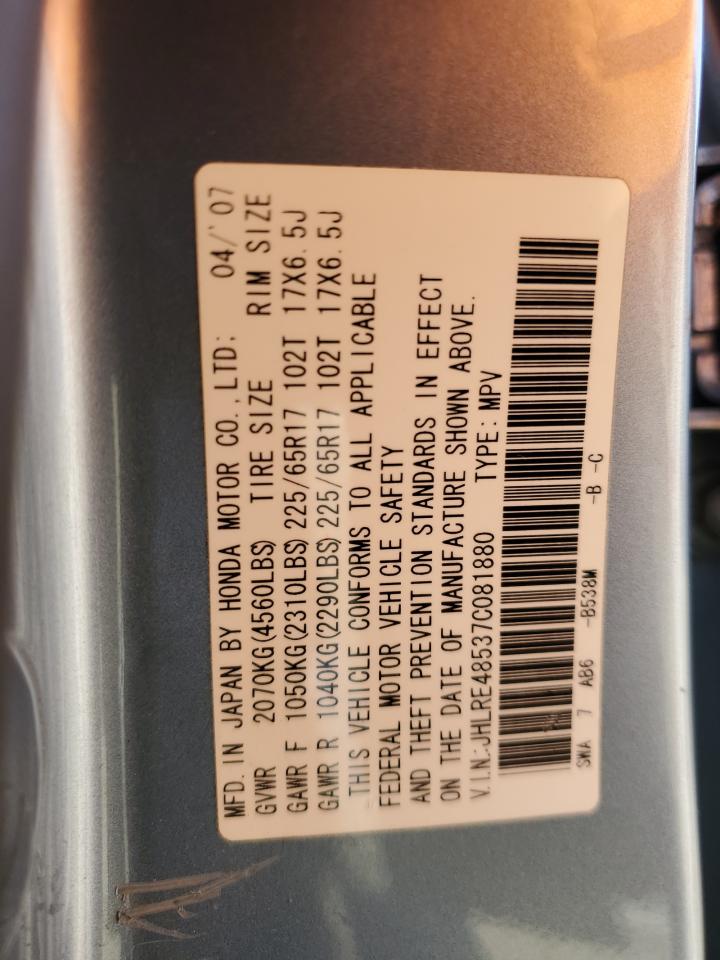 MFD. IN JAPAN BY HONDA MOTOR CO., LTD: 04/'07
GVWR 2070KG(4560LBS) TIRE SIZE RIM SIZE
GAWR F 1050KG(2310LBS) 225/65R17 102T 17X6.5J
GAWR R 1040KG(2290LBS) 225/65R17 102T 17X6.5J
THIS VEHICLE CONFORMS TO ALL APPLICABLE
FEDERAL MOTOR VEHICLE SAFETY
AND THEFT PREVENTION STANDARDS IN EFFECT
ON THE DATE OF MANUFACTURE SHOWN ABOVE.
V.I.N.:JHLRE48537C081880 TYPE: MPV
SWA 7 AB6 -B538M -B -C